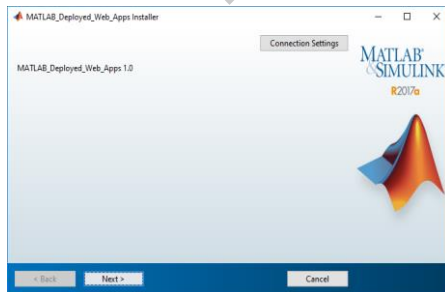 MATLAB_Deployed_Web_Apps Installer
Connection Settings
MATLAB®
&SIMULINK®
R2017a
MATLAB_Deployed_Web_Apps 1.0
< Back
Next >
Cancel